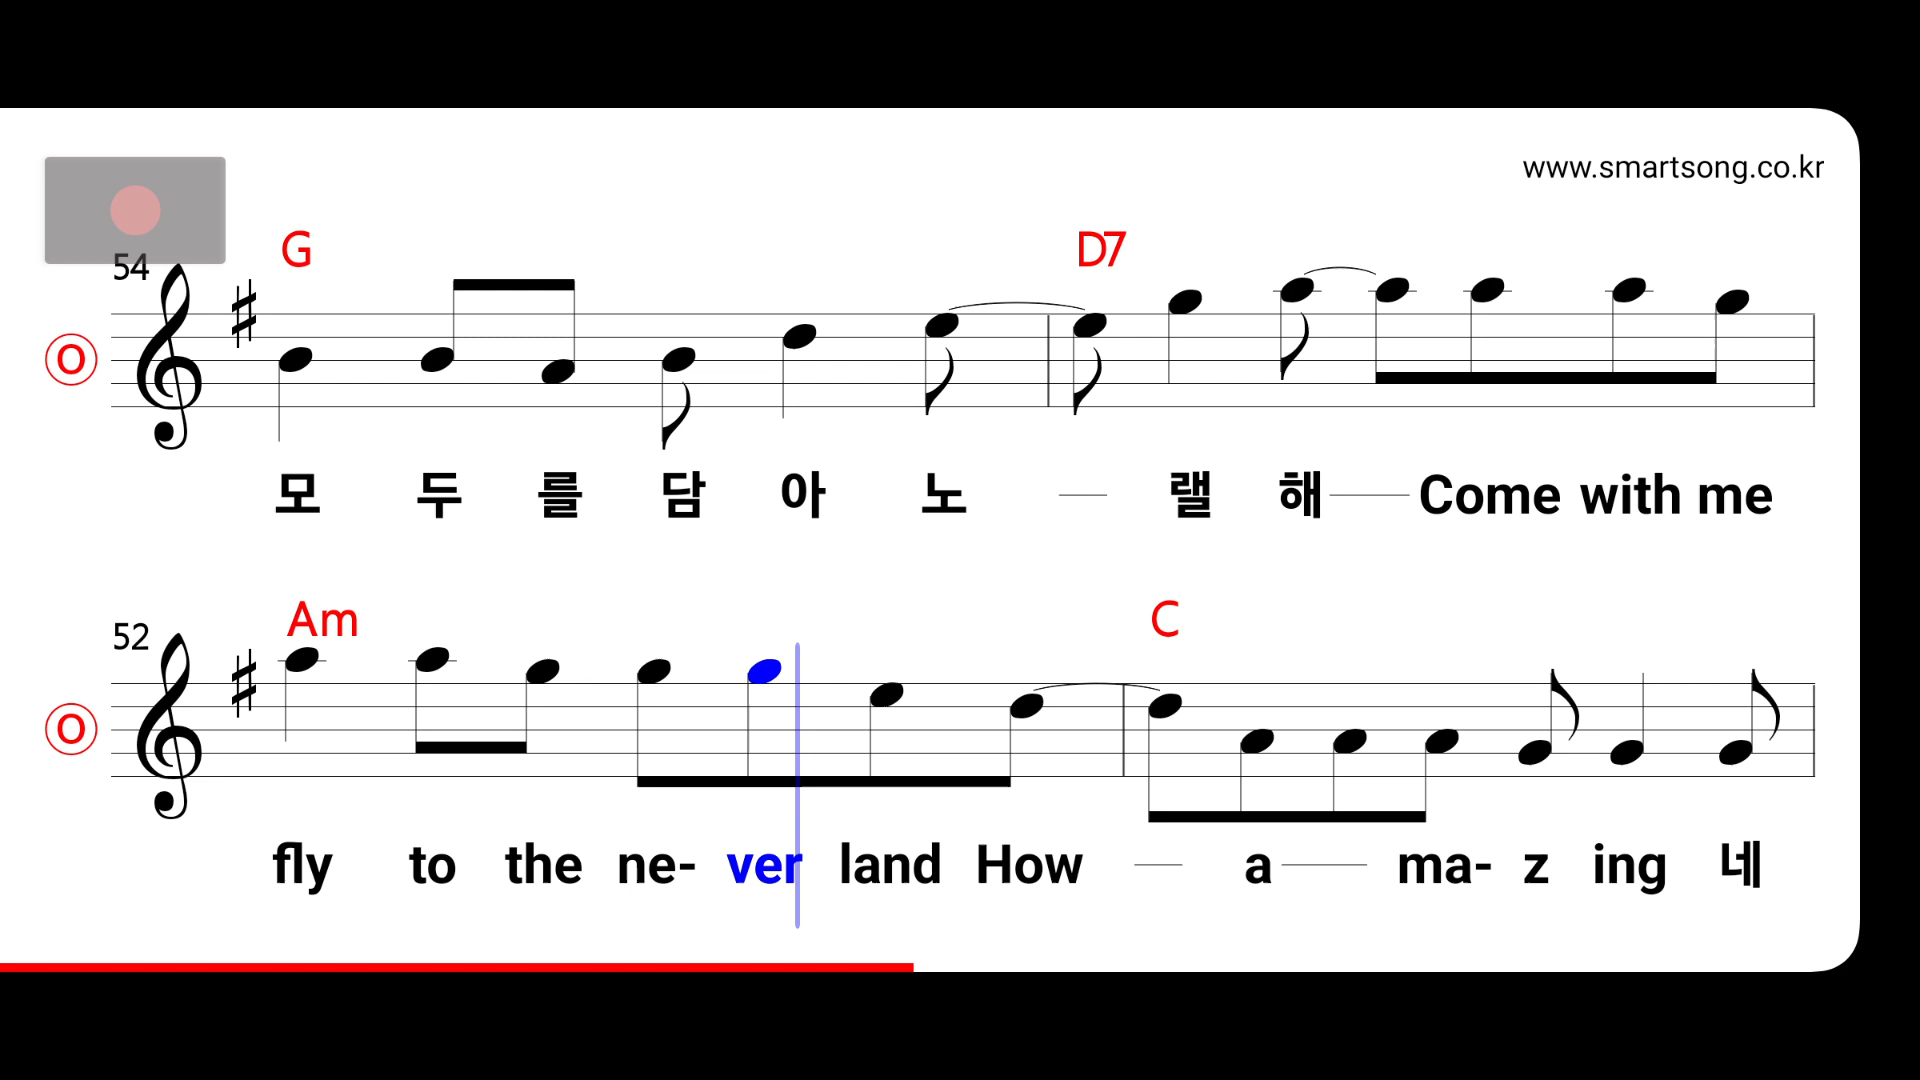 www.smartsong.co.kr
G D7
54
O
모 두 를 담 아 노 — 랠 해 — Come with me
Am C
52
O
fly to the ne- ver land How — a — ma- z ing 네